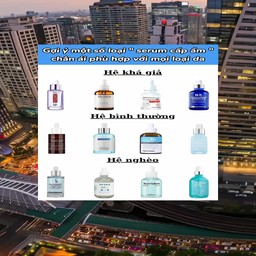 Gợi ý một số loại " serum cấp ẩm "
chân ái phù hợp với mọi loại da
Hệ khá giả
Hệ bình thường
Hệ nghèo